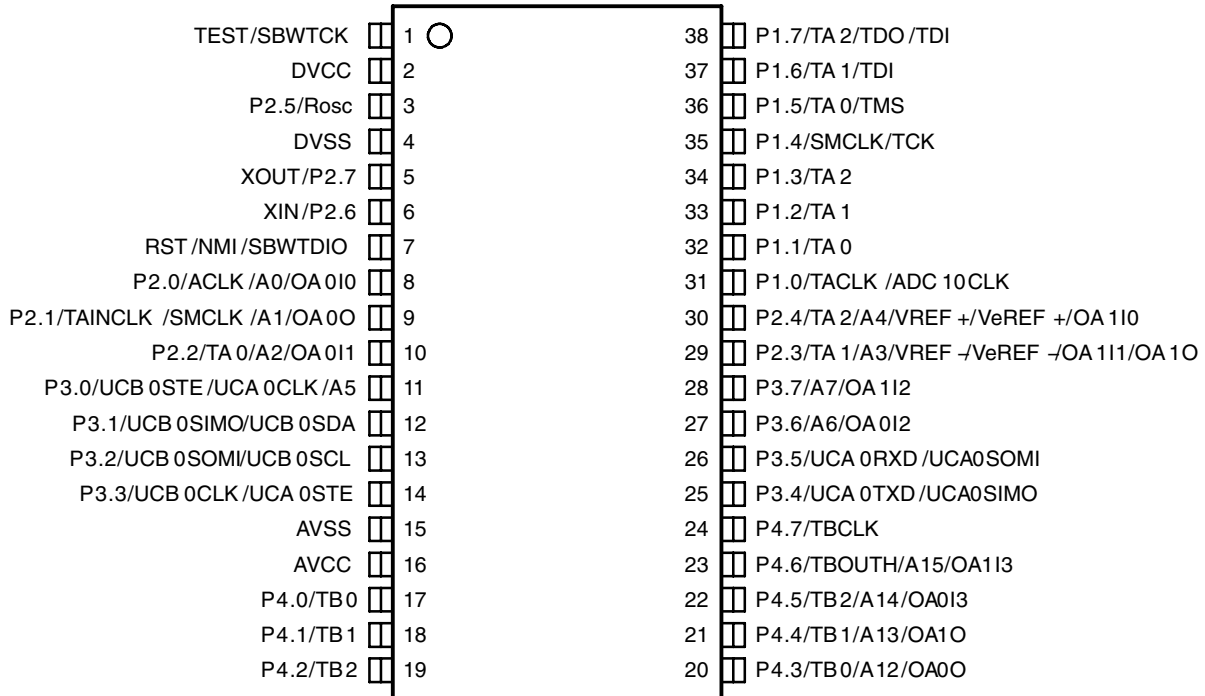 TEST/SBWTCK 1 38 P1.7/TA2/TDO/TDI
DVCC 2 37 P1.6/TA1/TDI
P2.5/Rosc 3 36 P1.5/TA0/TMS
DVSS 4 35 P1.4/SMCLK/TCK
XOUT/P2.7 5 34 P1.3/TA2
XIN/P2.6 6 33 P1.2/TA1
RST/NMI/SBWTDIO 7 32 P1.1/TA0
P2.0/ACLK/A0/OA0I0 8 31 P1.0/TACLK/ADC10CLK
P2.1/TAINCLK/SMCLK/A1/OA0O 9 30 P2.4/TA2/A4/VREF+/VeREF+/OA1I0
P2.2/TA0/A2/OA0I1 10 29 P2.3/TA1/A3/VREF−/VeREF−/OA1I1/OA1O
P3.0/UCB0STE/UCA0CLK/A5 11 28 P3.7/A7/OA1I2
P3.1/UCB0SIMO/UCB0SDA 12 27 P3.6/A6/OA0I2
P3.2/UCB0SOMI/UCB0SCL 13 26 P3.5/UCA0RXD/UCA0SOMI
P3.3/UCB0CLK/UCA0STE 14 25 P3.4/UCA0TXD/UCA0SIMO
AVSS 15 24 P4.7/TBCLK
AVCC 16 23 P4.6/TBOUTH/A15/OA1I3
P4.0/TB0 17 22 P4.5/TB2/A14/OA0I3
P4.1/TB1 18 21 P4.4/TB1/A13/OA1O
P4.2/TB2 19 20 P4.3/TB0/A12/OA0O